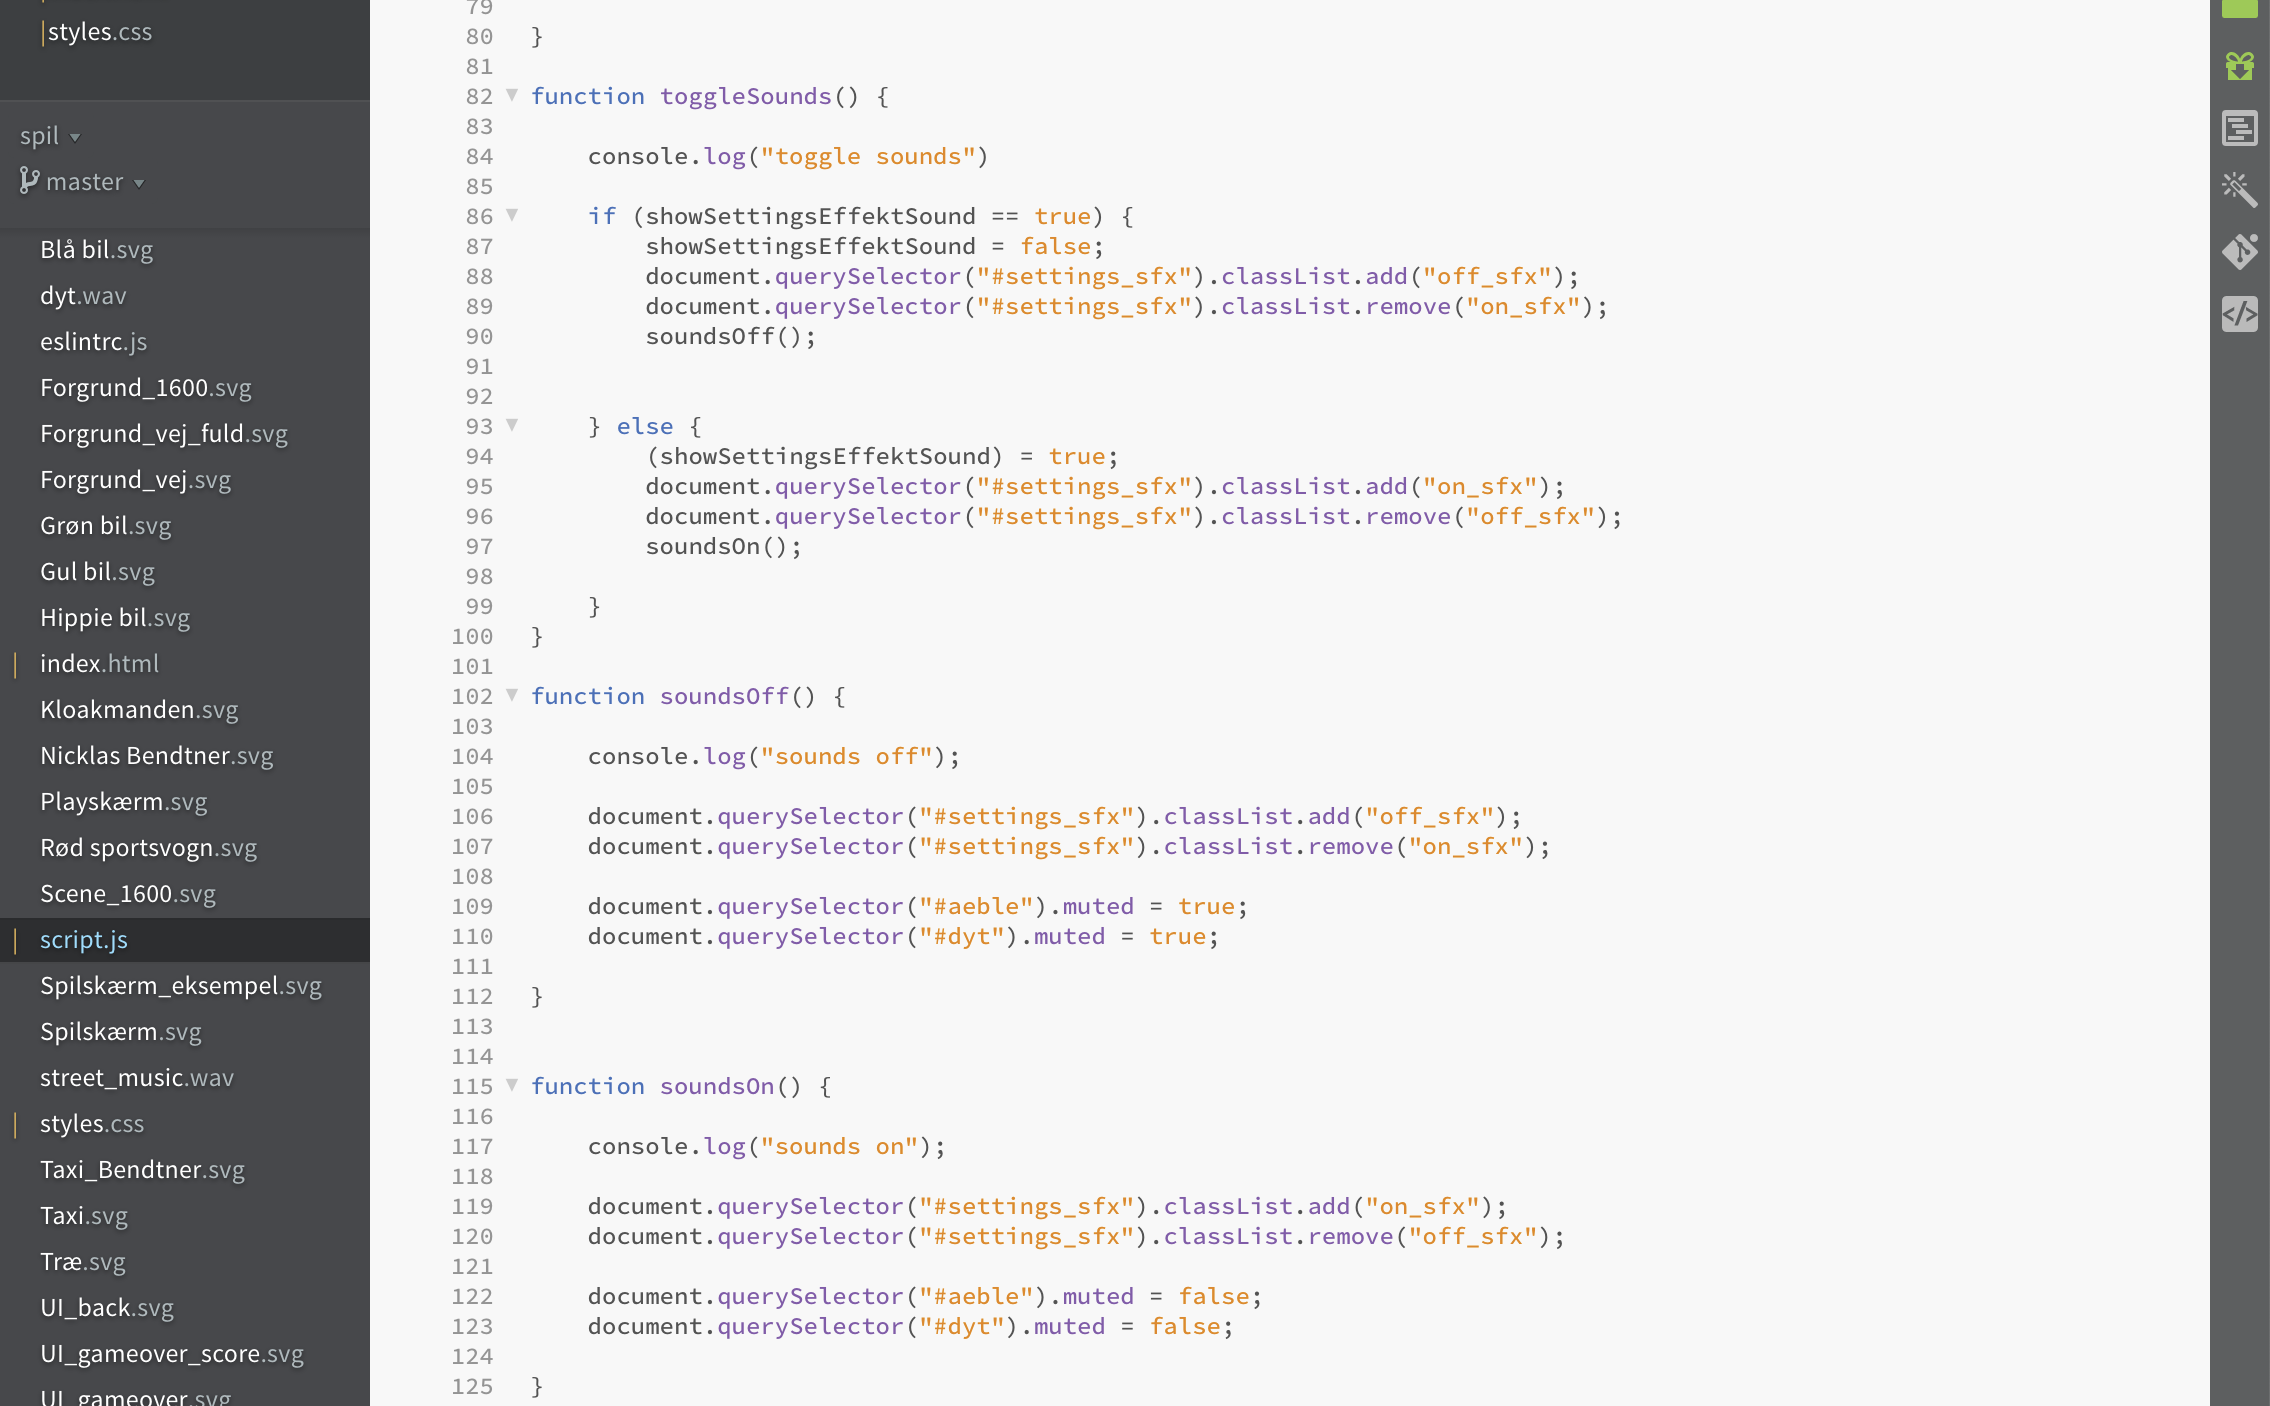 styles.css
spil
master
Blå bil.svg
dyt.wav
eslintrc.js
Forgrund_1600.svg
Forgrund_vej_fuld.svg
Forgrund_vej.svg
Grøn bil.svg
Gul bil.svg
Hippie bil.svg
index.html
Kloakmanden.svg
Nicklas Bendtner.svg
Playskærm.svg
Rød sportsvogn.svg
Scene_1600.svg
script.js
Spilskærm_eksempel.svg
Spilskærm.svg
street_music.wav
styles.css
Taxi_Bendtner.svg
Taxi.svg
Træ.svg
UI_back.svg
UI_gameover_score.svg
UI_gameover.svg
79
80 }
81
82 function toggleSounds() {
83
84     console.log("toggle sounds")
85
86     if (showSettingsEffektSound == true) {
87         showSettingsEffektSound = false;
88         document.querySelector("#settings_sfx").classList.add("off_sfx");
89         document.querySelector("#settings_sfx").classList.remove("on_sfx");
90         soundsOff();
91
92
93     } else {
94         (showSettingsEffektSound) = true;
95         document.querySelector("#settings_sfx").classList.add("on_sfx");
96         document.querySelector("#settings_sfx").classList.remove("off_sfx");
97         soundsOn();
98
99     }
100 }
101
102 function soundsOff() {
103
104     console.log("sounds off");
105
106     document.querySelector("#settings_sfx").classList.add("off_sfx");
107     document.querySelector("#settings_sfx").classList.remove("on_sfx");
108
109     document.querySelector("#aeble").muted = true;
110     document.querySelector("#dyt").muted = true;
111
112 }
113
114
115 function soundsOn() {
116
117     console.log("sounds on");
118
119     document.querySelector("#settings_sfx").classList.add("on_sfx");
120     document.querySelector("#settings_sfx").classList.remove("off_sfx");
121
122     document.querySelector("#aeble").muted = false;
123     document.querySelector("#dyt").muted = false;
124
125 }